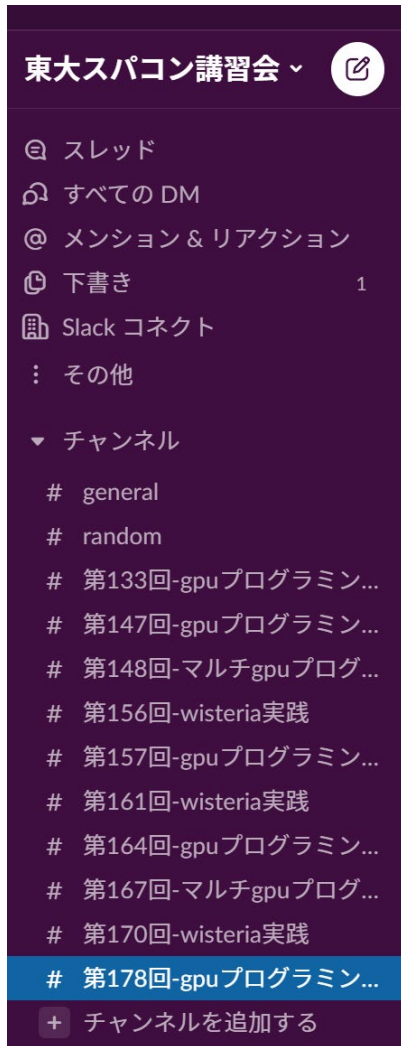 東大スパコン講習会
スレッド
すべての DM
@ メンション & リアクション
下書き 1
Slack コネクト
その他
チャンネル
# general
# random
# 第133回-gpuプログラミン...
# 第147回-gpuプログラミン...
# 第148回-マルチgpuプログ...
# 第156回-wisteria実践
# 第157回-gpuプログラミン...
# 第161回-wisteria実践
# 第164回-gpuプログラミン...
# 第167回-マルチgpuプログ...
# 第170回-wisteria実践
# 第178回-gpuプログラミン...
+ チャンネルを追加する